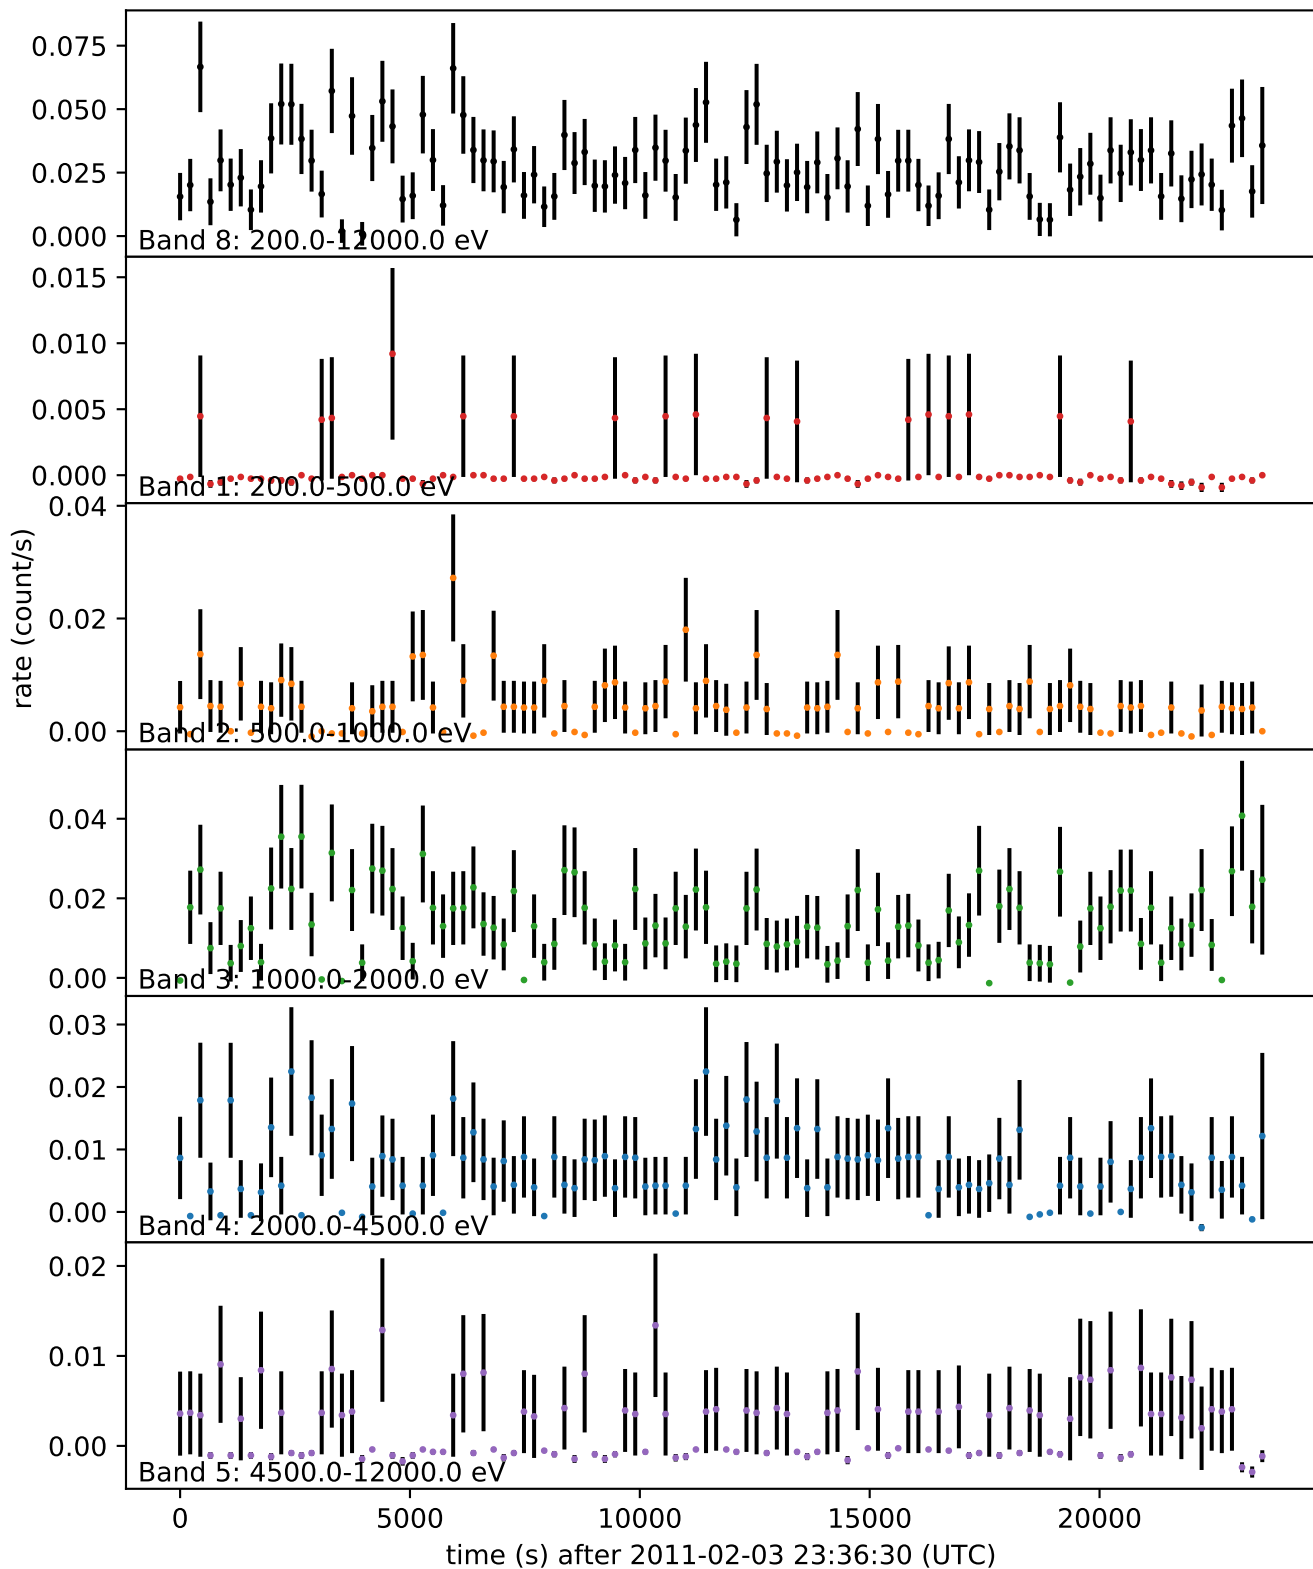 0.075
0.050
0.025
0.000
Band 8: 200.0-12000.0 eV
0.015
0.010
0.005
0.000
Band 1: 200.0-500.0 eV
rate (count/s)
0.04
0.02
0.00
Band 2: 500.0-1000.0 eV
0.04
0.02
0.00
Band 3: 1000.0-2000.0 eV
0.03
0.02
0.01
0.00
Band 4: 2000.0-4500.0 eV
0.02
0.01
0.00
Band 5: 4500.0-12000.0 eV
0 5000 10000 15000 20000
time (s) after 2011-02-03 23:36:30 (UTC)